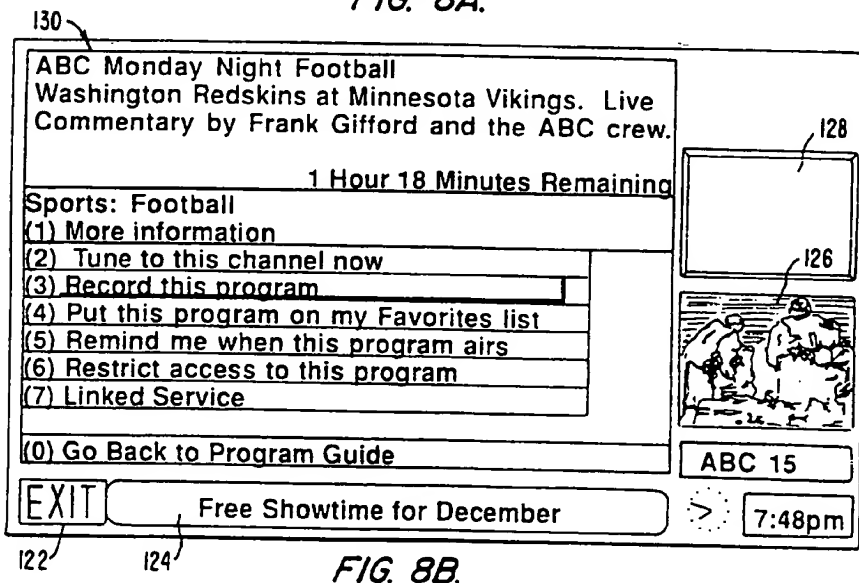 FIG. 8A.
130
ABC Monday Night Football
Washington Redskins at Minnesota Vikings. Live
Commentary by Frank Gifford and the ABC crew.
1 Hour 18 Minutes Remaining
Sports: Football
(1) More information
(2) Tune to this channel now
(3) Record this program
(4) Put this program on my Favorites list
(5) Remind me when this program airs
(6) Restrict access to this program
(7) Linked Service
(0) Go Back to Program Guide
128
126
ABC 15
EXIT
Free Showtime for December
7:48pm
122
124
FIG. 8B.